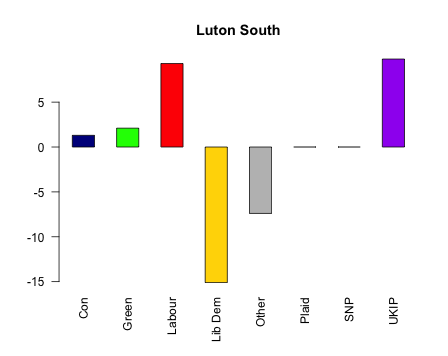 Luton South
5
0
-5
-10
-15
Con
Green
Labour
Lib Dem
Other
Plaid
SNP
UKIP